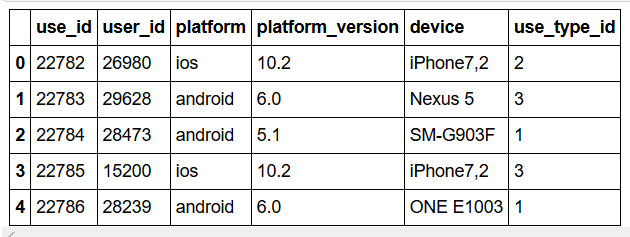 use_id user_id platform platform_version device use_type_id
0 22782 26980 ios 10.2 iPhone7,2 2
1 22783 29628 android 6.0 Nexus 5 3
2 22784 28473 android 5.1 SM-G903F 1
3 22785 15200 ios 10.2 iPhone7,2 3
4 22786 28239 android 6.0 ONE E1003 1